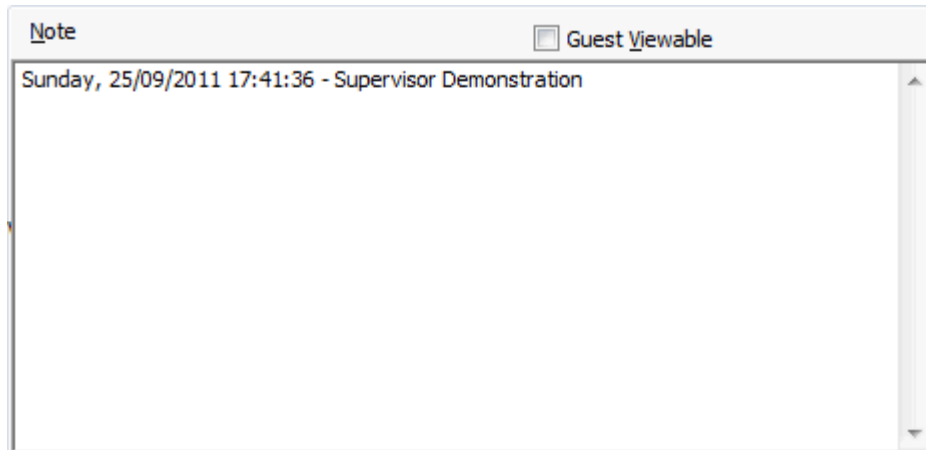 Note
Guest Viewable
Sunday, 25/09/2011 17:41:36 - Supervisor Demonstration